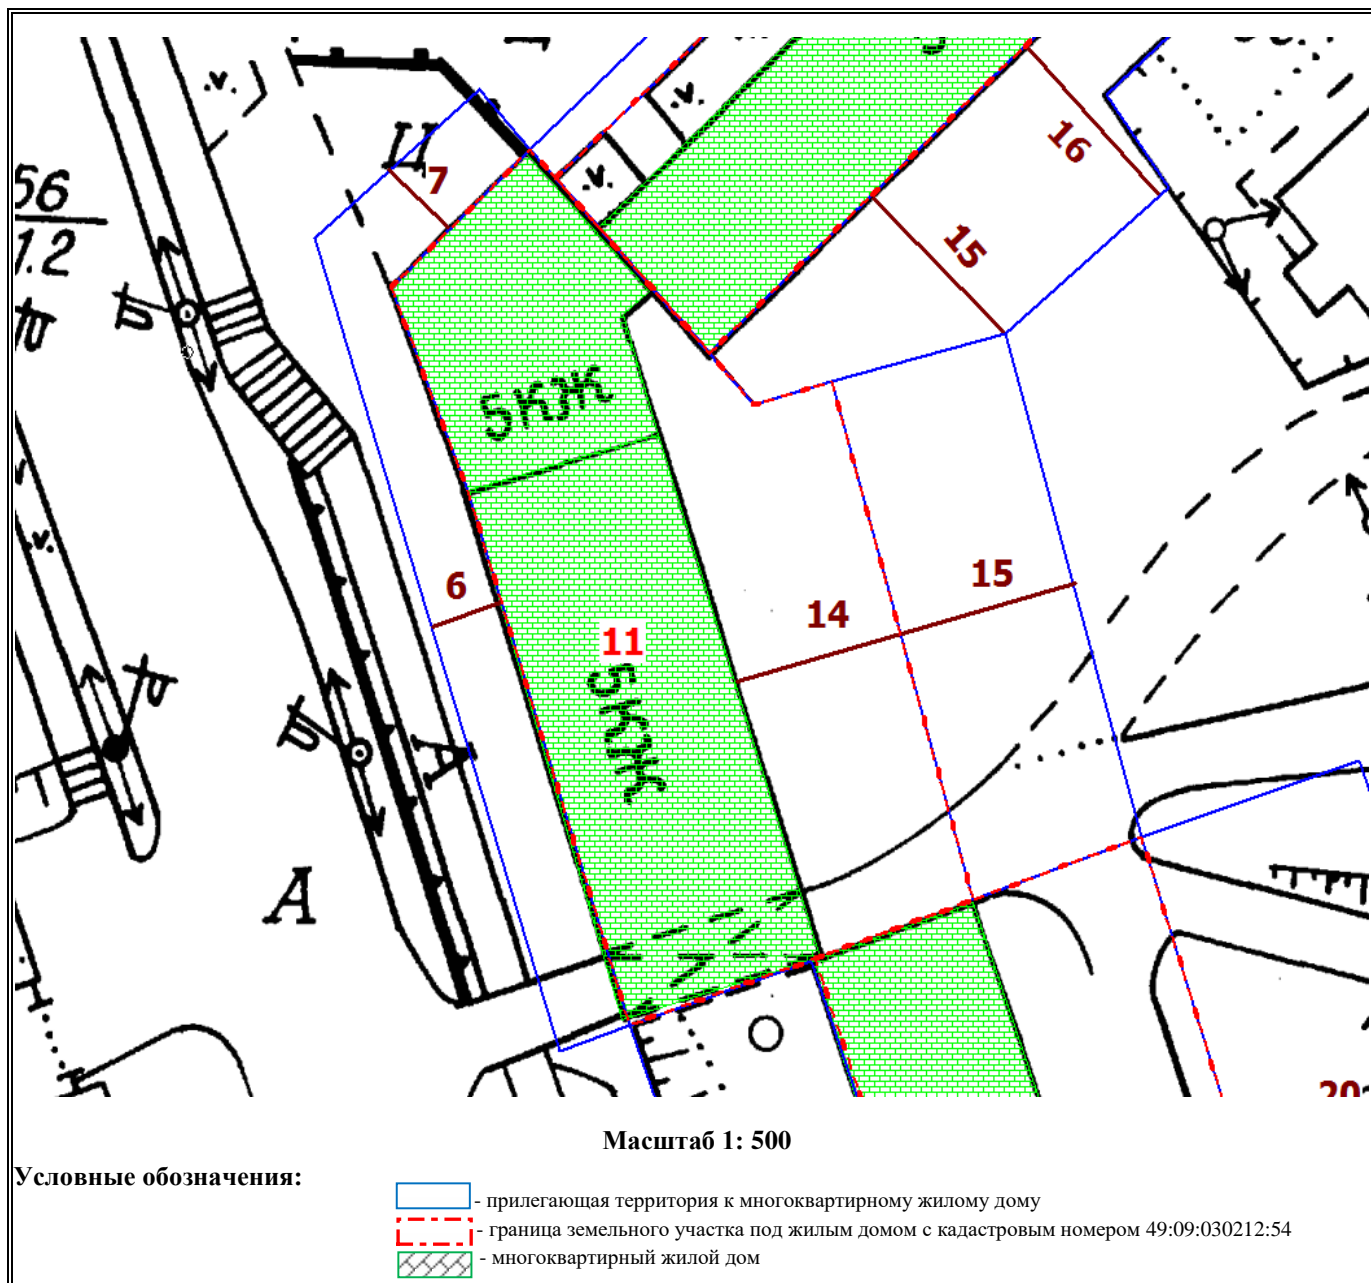 56
1.2
7
16
15
5КЖ
6
15
14
11
5КЖ
А
А
Ц
Масштаб 1: 500
Условные обозначения:
- прилегающая территория к многоквартирному жилому дому
- граница земельного участка под жилым домом с кадастровым номером 49:09:030212:54
- многоквартирный жилой дом